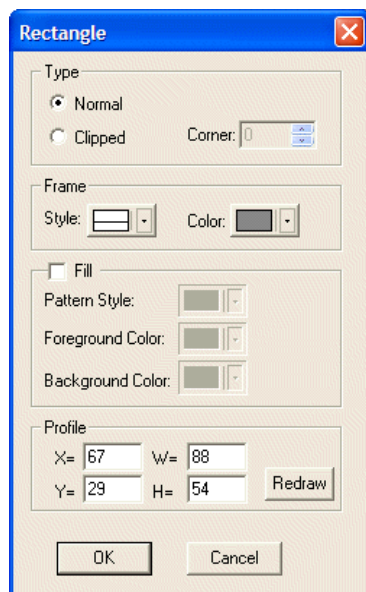 Rectangle
Type
Normal
Clipped Corner: 0
Frame
Style: Color:
Fill
Pattern Style:
Foreground Color:
Background Color:
Profile
X= 67 W= 88
Y= 29 H= 54
Redraw
OK Cancel